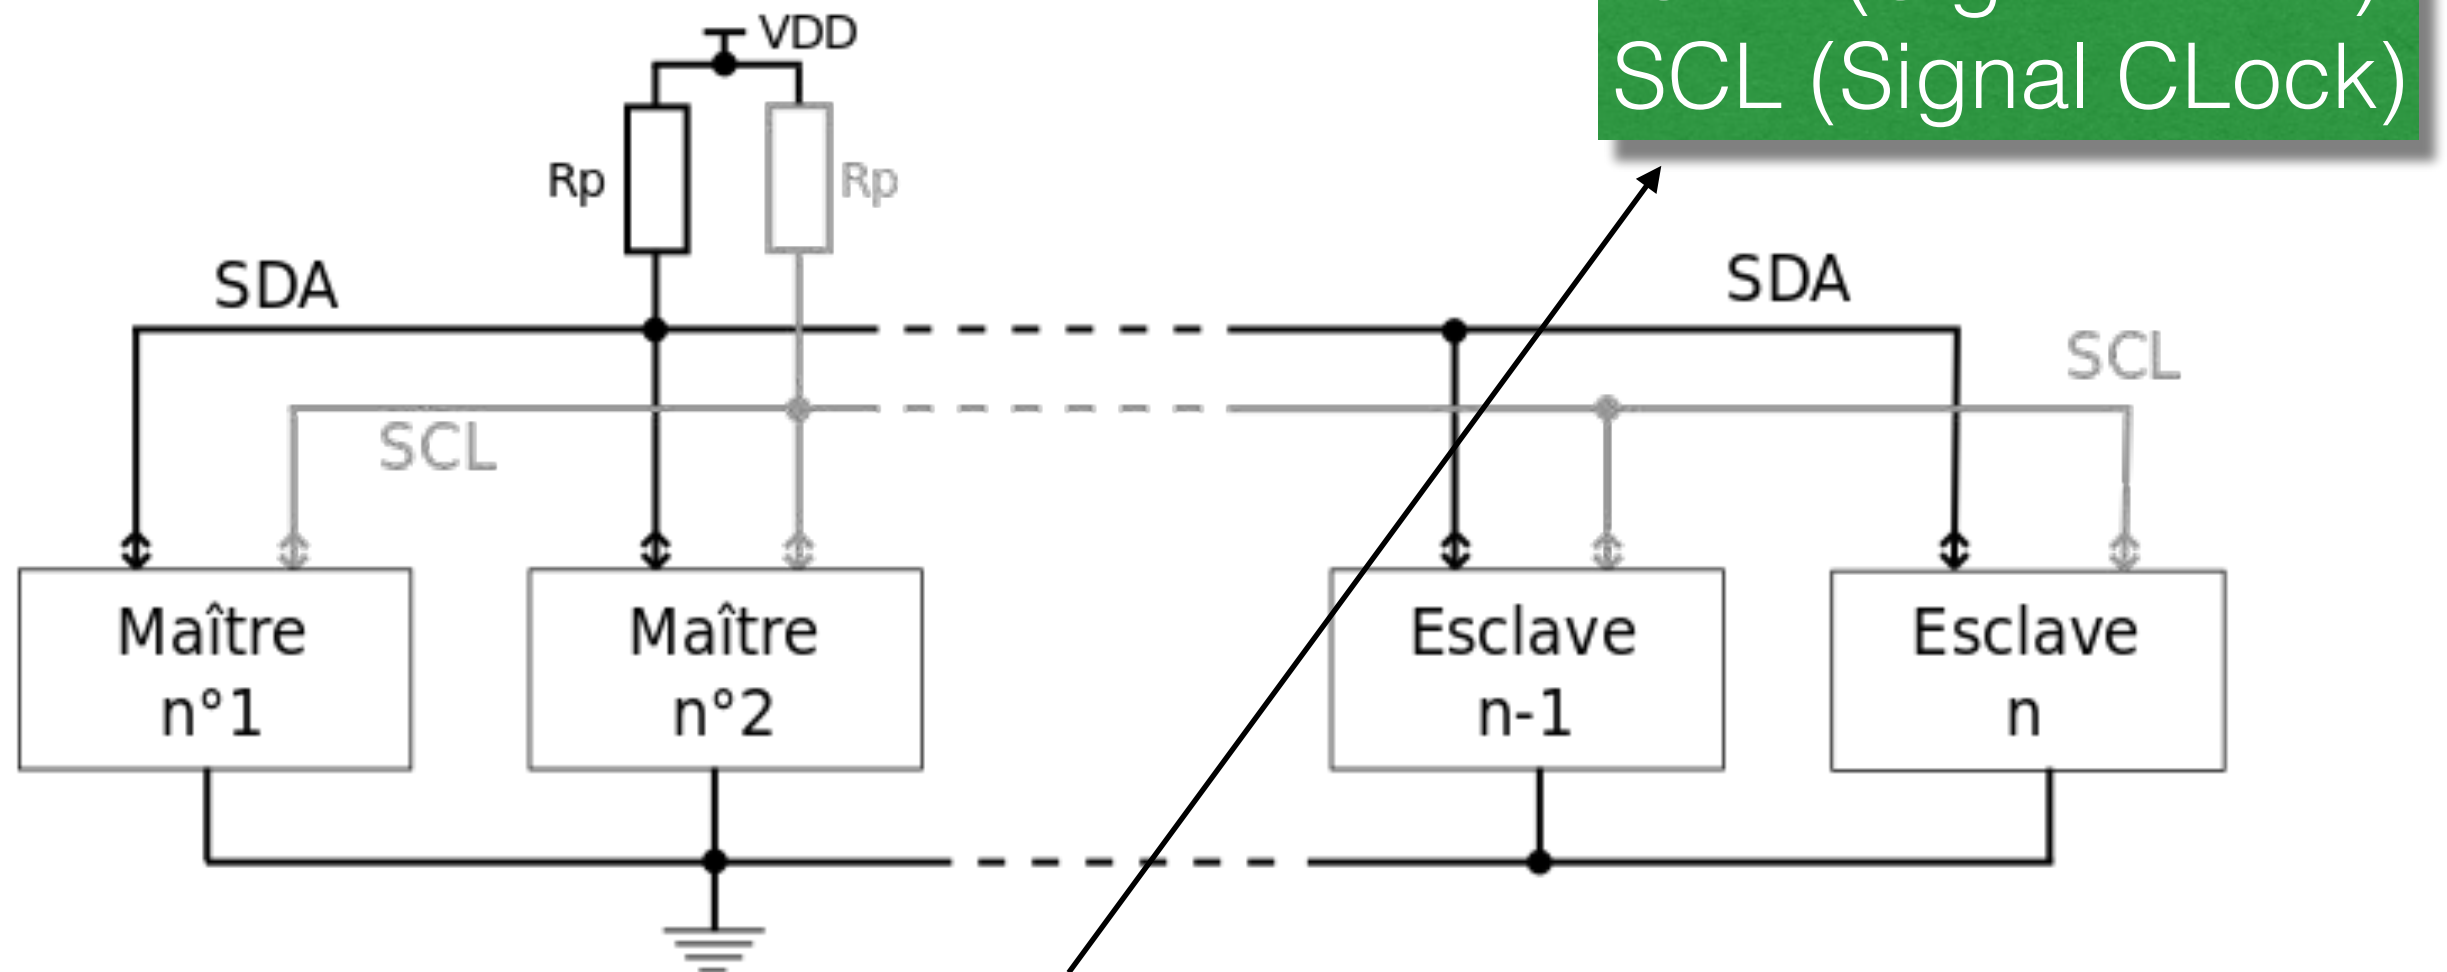 VDD
SCL (Signal CLock)
Rp
Rp
SDA
SDA
SCL
SCL
Maître
n°1
Maître
n°2
Esclave
n-1
Esclave
n